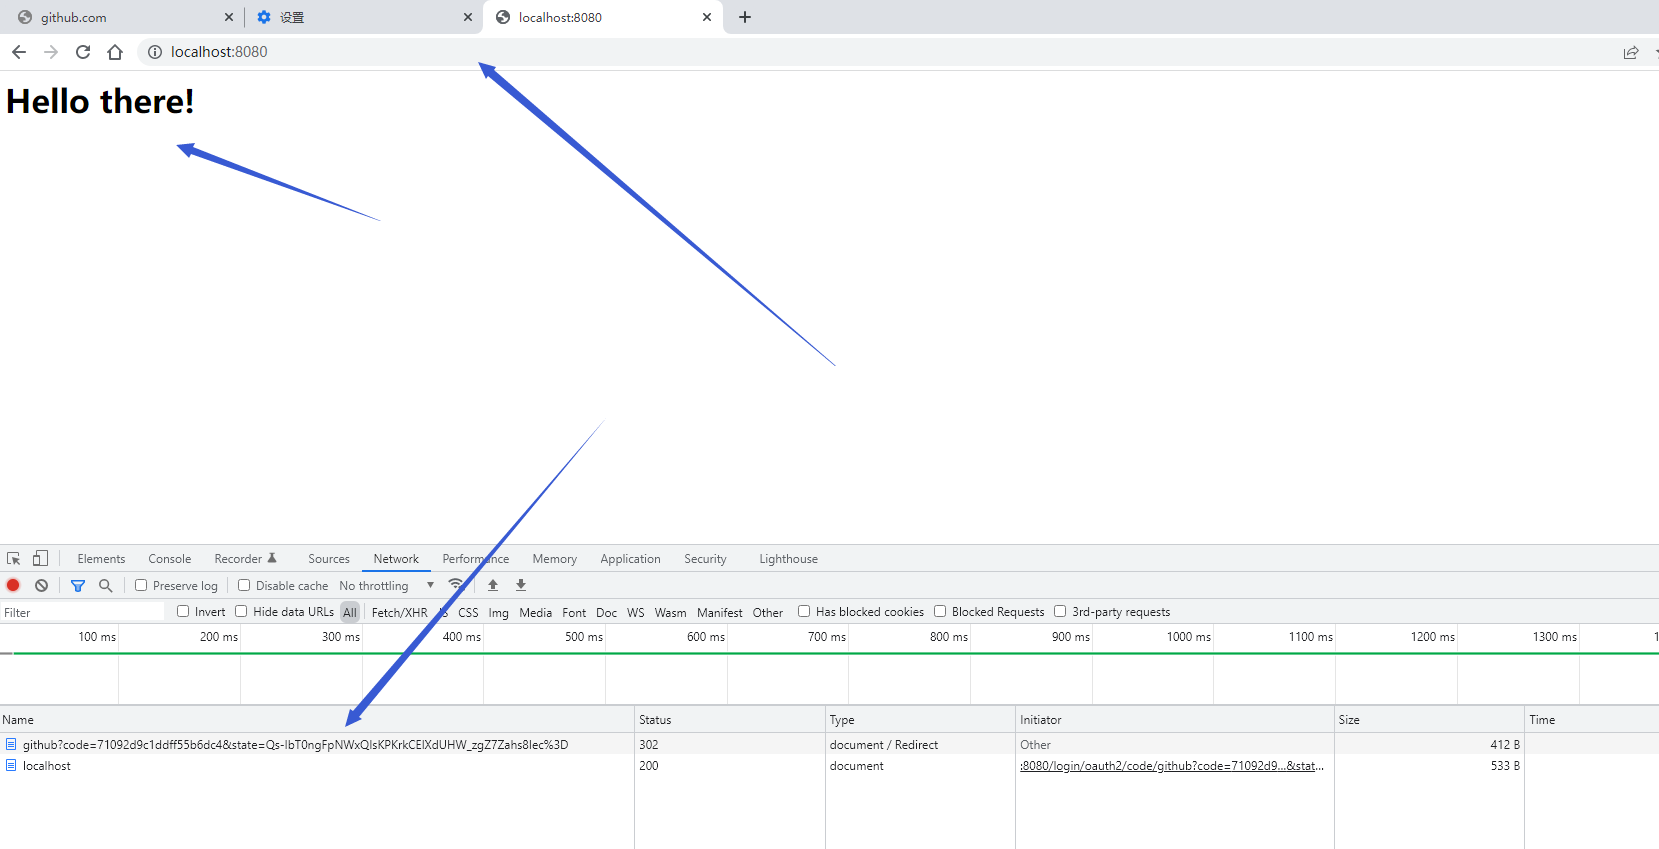 github.com 设置 localhost:8080
localhost:8080
Hello there!
Elements Console Recorder Sources Network Performance Memory Application Security Lighthouse
Preserve log Disable cache No throttling
Filter Invert Hide data URLs All Fetch/XHR JS CSS Img Media Font Doc WS Wasm Manifest Other Has blocked cookies Blocked Requests 3rd-party requests
100 ms 200 ms 300 ms 400 ms 500 ms 600 ms 700 ms 800 ms 900 ms 1000 ms 1100 ms 1200 ms 1300 ms 1
Name Status Type Initiator Size Time
github?code=71092d9c1ddff55b6dc4&state=Qs-lbT0ngFpNWxQlsKPKrkCElXdUHW_zgZ7Zahs8lec%3D 302 document / Redirect Other 412 B
localhost 200 document :8080/login/oauth2/code/github?code=71092d9...&stat... 533 B